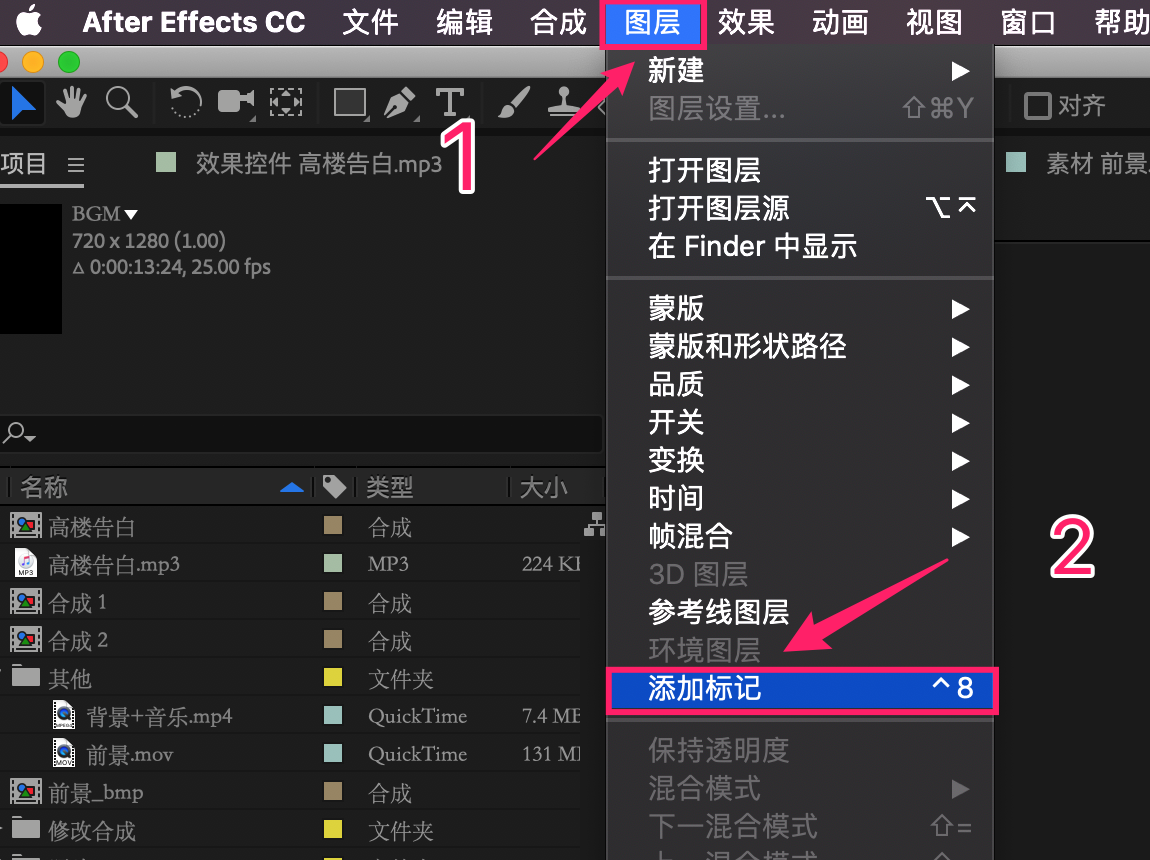 After Effects CC 文件 编辑 合成 图层 效果 动画 视图 窗口 帮助
新建
图层设置... ⇧⌘Y
对齐
1
项目
效果控件 高楼告白.mp3
素材 前景
打开图层
打开图层源 ⌥⌤
在 Finder 中显示
BGM
720 x 1280 (1.00)
Δ 0:00:13:24, 25.00 fps
蒙版
蒙版和形状路径
品质
开关
变换
时间
帧混合
3D 图层
参考线图层
环境图层
添加标记 ^8
保持透明度
混合模式
下一混合模式 ⇧=
2
名称 类型 大小
高楼告白 合成
高楼告白.mp3 MP3 224 K
合成 1 合成
合成 2 合成
其他 文件夹
背景+音乐.mp4 QuickTime 7.4 M
前景.mov QuickTime 131 M
前景_bmp 合成
修改合成 文件夹